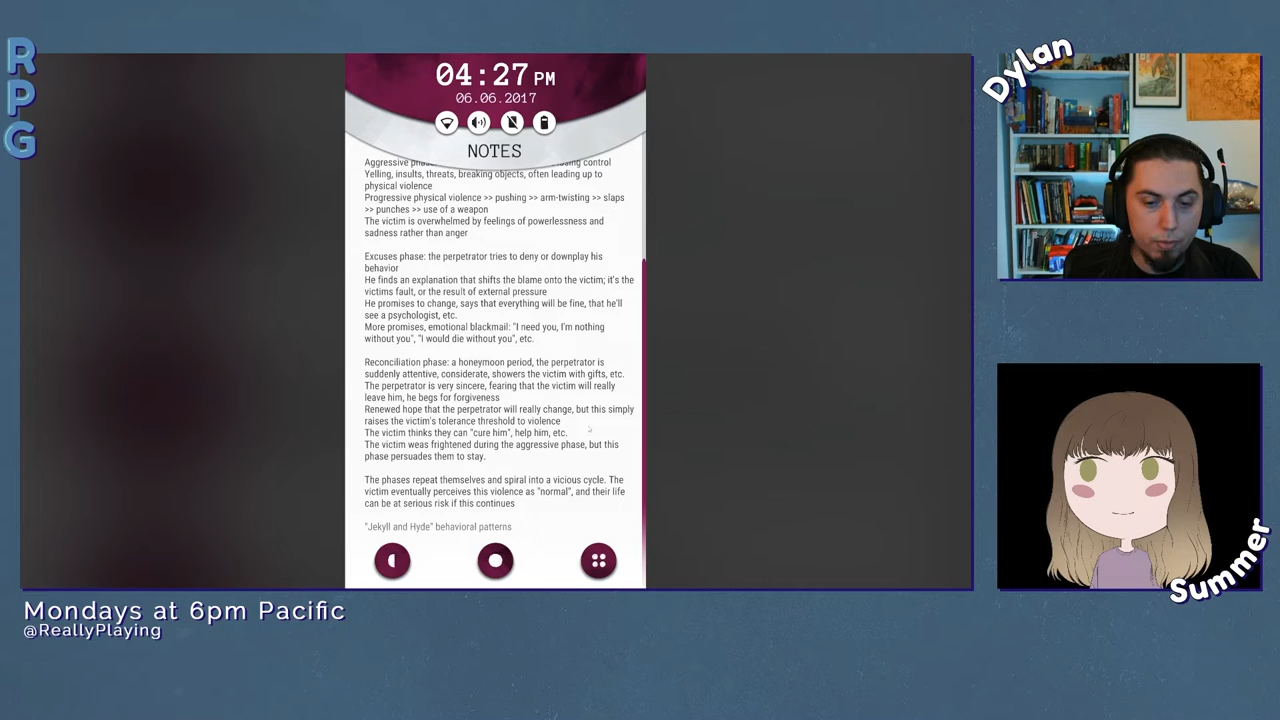 RPG
Dylan
04:27 PM
06.06.2017
NOTES
Aggressive losing control
Yelling, insults, threats, breaking objects, often leading up to
physical violence
Progressive physical violence >> pushing >> arm-twisting >> slaps
>> punches >> use of a weapon
The victim is overwhelmed by feelings of powerlessness and
sadness rather than anger
Excuses phase: the perpetrator tries to deny or downplay his
behavior
He finds an explanation that shifts the blame onto the victim; it's the
victims fault, or the result of external pressure
He promises to change, says that everything will be fine, that he'll
see a psychologist, etc.
More promises, emotional blackmail: "I need you, I'm nothing
without you", "I would die without you", etc.
Reconciliation phase: a honeymoon period, the perpetrator is
suddenly attentive, considerate, showers the victim with gifts, etc.
The perpetrator is very sincere, fearing that the victim will really
leave him, he begs for forgiveness
Renewed hope that the perpetrator will really change, but this simply
raises the victim's tolerance threshold to violence
The victim thinks they can "cure him", help him, etc.
The victim weas frightened during the aggressive phase, but this
phase persuades them to stay.
The phases repeat themselves and spiral into a vicious cycle. The
victim eventually perceives this violence as "normal", and their life
can be at serious risk if this continues
"Jekyll and Hyde" behavioral patterns
Summer
Mondays at 6pm Pacific
@ReallyPlaying